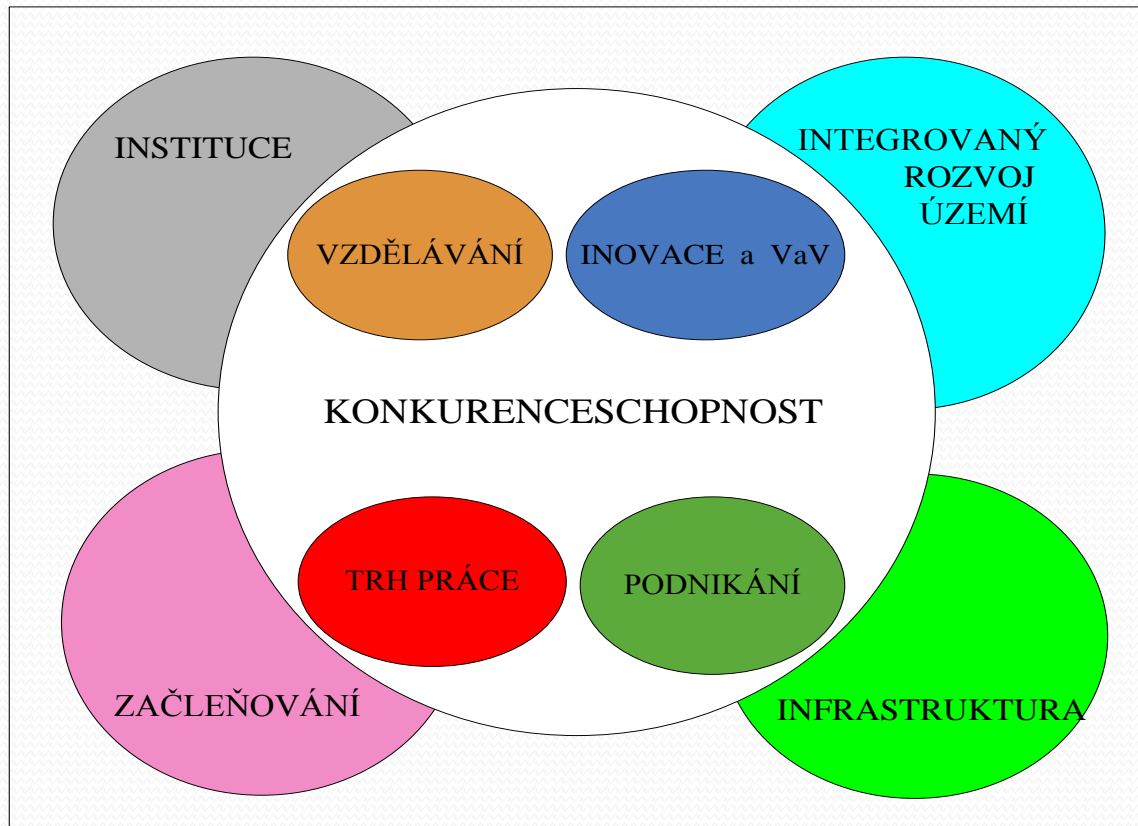 INSTITUCE
INTEGROVANÝ
ROZVOJ
ÚZEMÍ
VZDĚLÁVÁNÍ
INOVACE a VaV
KONKURENCESCHOPNOST
TRH PRÁCE
PODNIKÁNÍ
ZAČLEŇOVÁNÍ
INFRASTRUKTURA